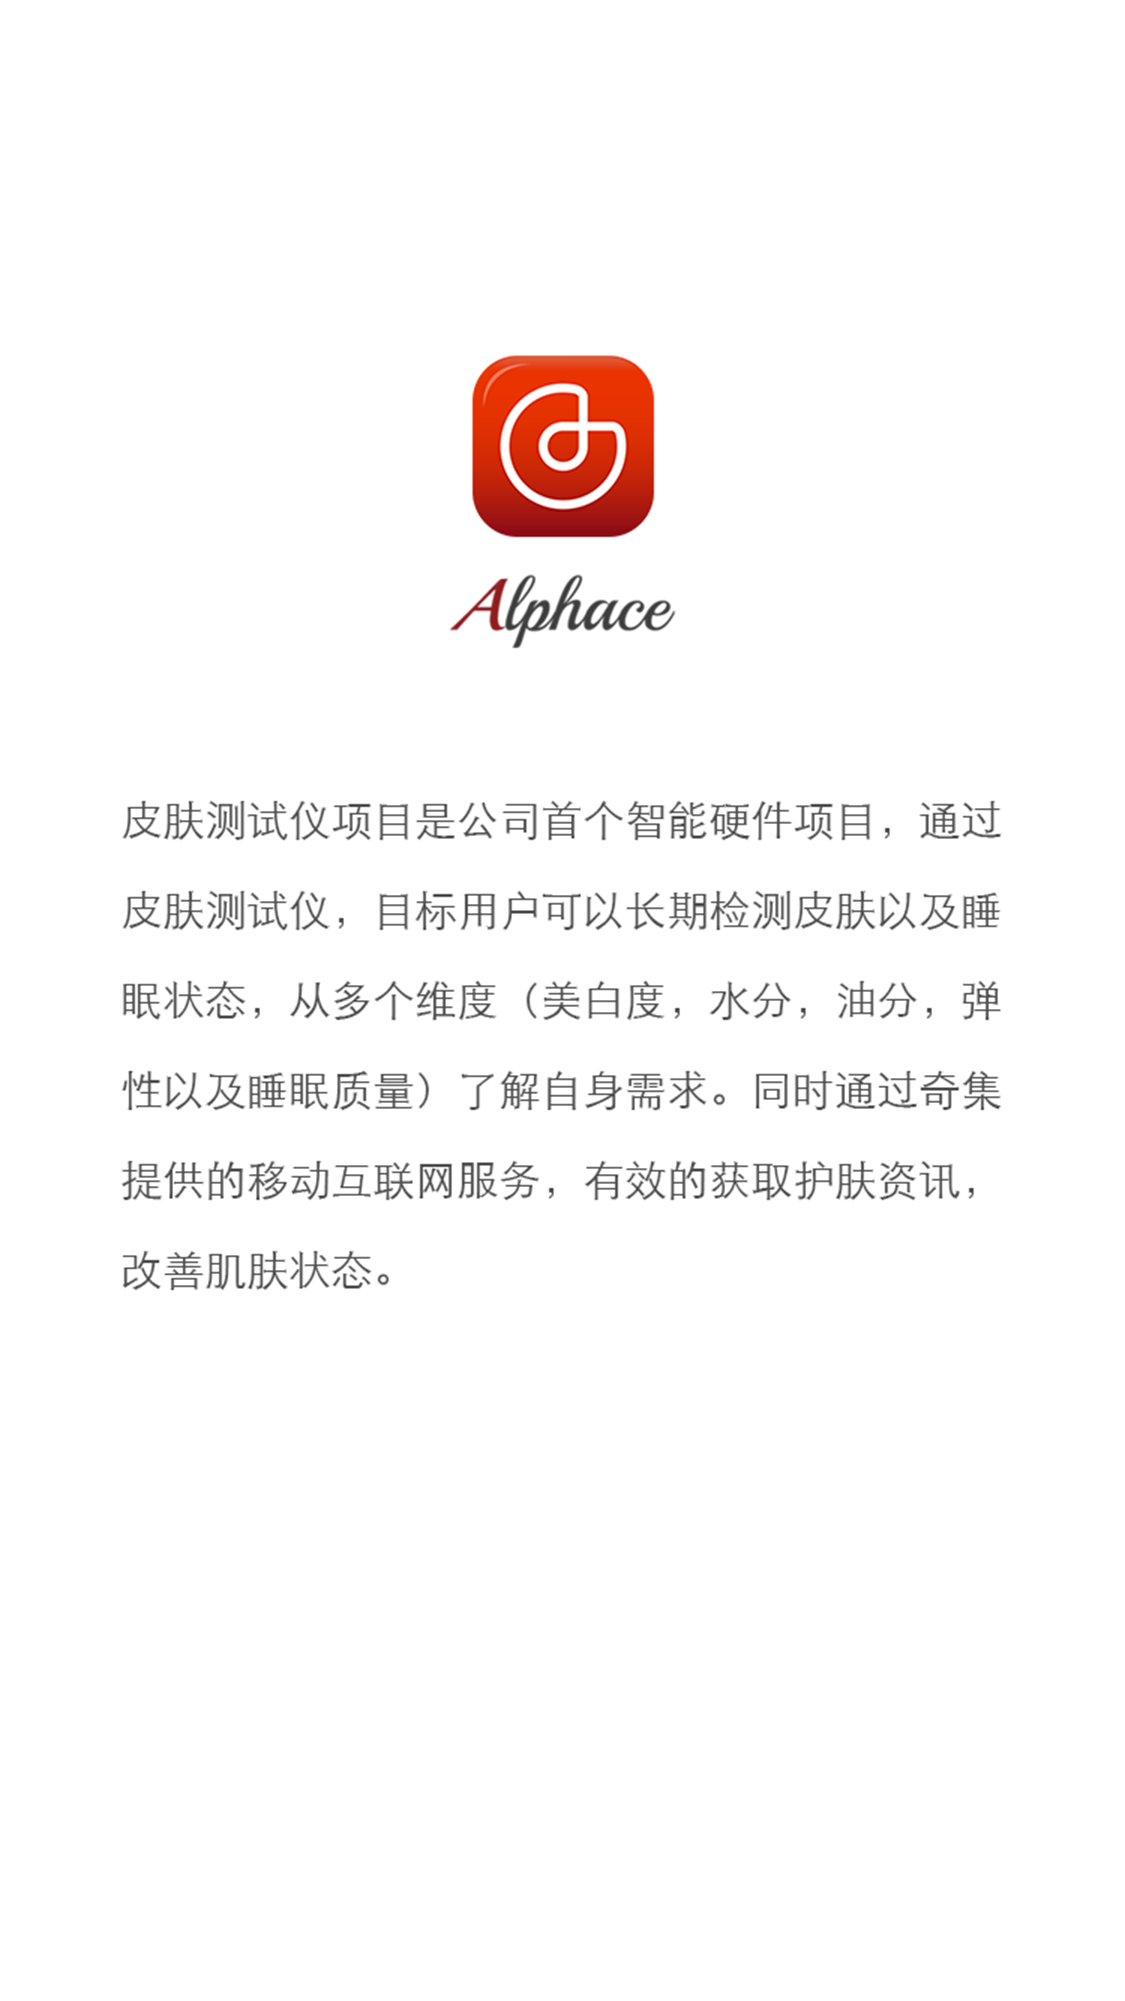 Alphace
皮肤测试仪项目是公司首个智能硬件项目，通过
皮肤测试仪，目标用户可以长期检测皮肤以及睡
眠状态，从多个维度（美白度，水分，油分，弹
性以及睡眠质量）了解自身需求。同时通过奇集
提供的移动互联网服务，有效的获取护肤资讯，
改善肌肤状态。